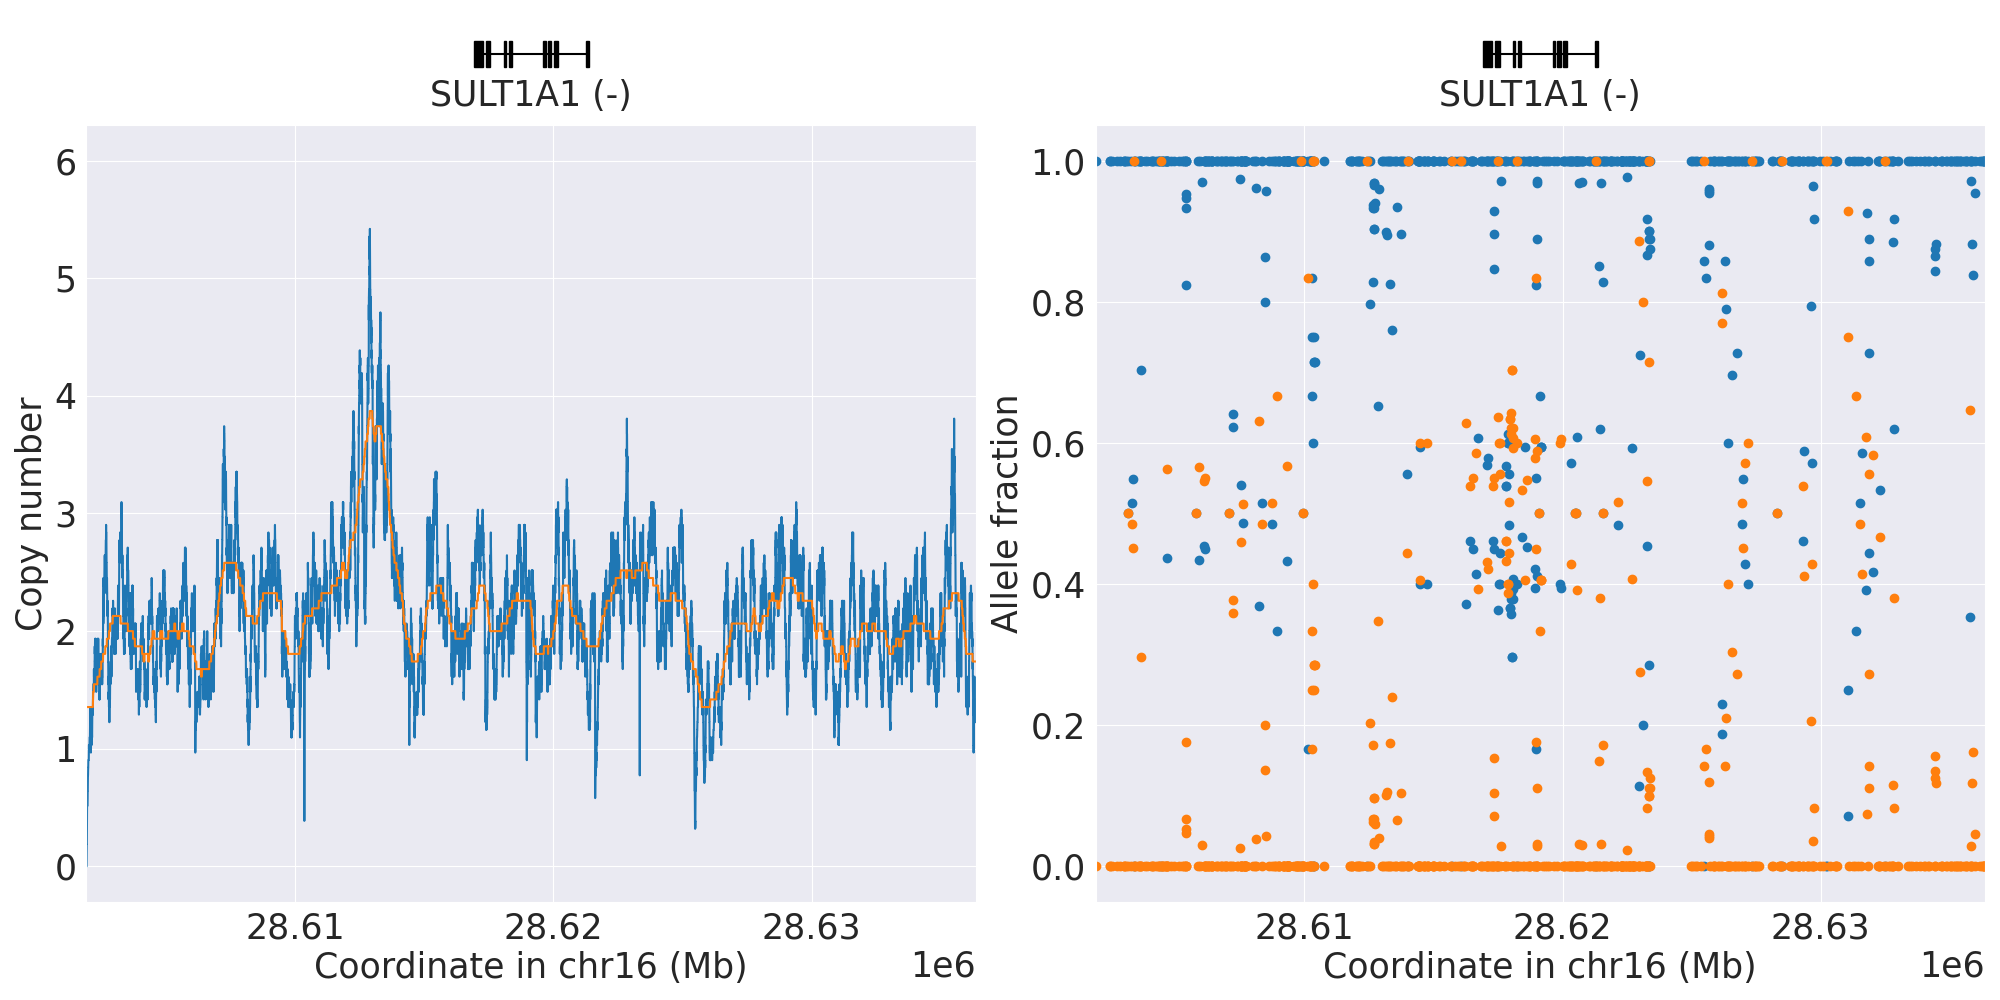 SULT1A1 (-)
SULT1A1 (-)
Copy number
6
5
4
3
2
1
0
28.61
28.62
28.63
Coordinate in chr16 (Mb)
1e6
Allele fraction
1.0
0.8
0.6
0.4
0.2
0.0
28.61
28.62
28.63
Coordinate in chr16 (Mb)
1e6